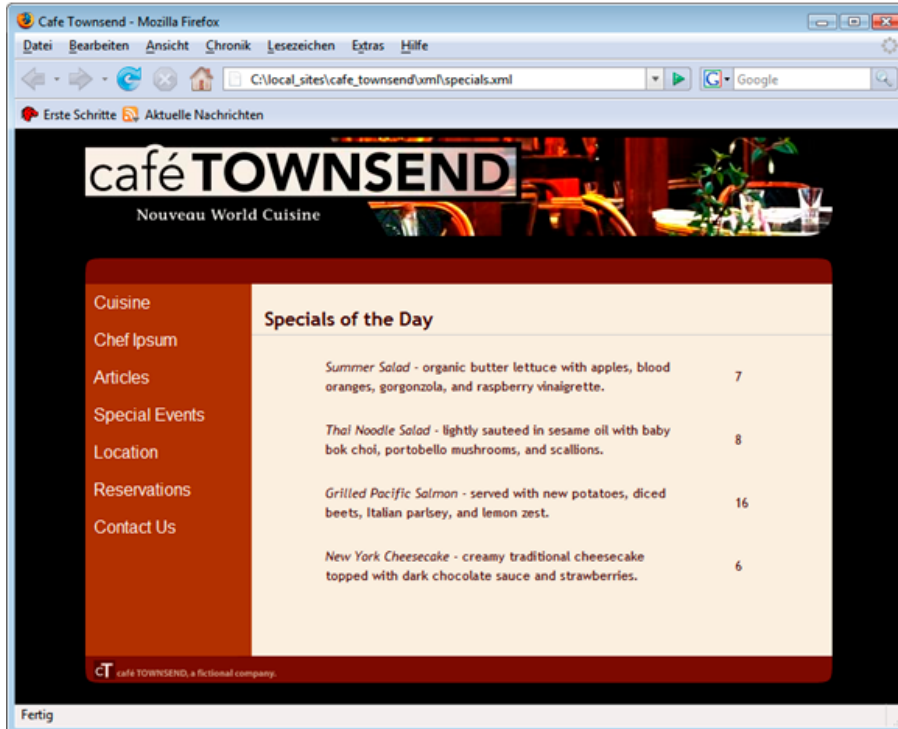 Cafe Townsend - Mozilla Firefox
Datei Bearbeiten Ansicht Chronik Lesezeichen Extras Hilfe
C:\local_sites\cafe_townsend\xml\specials.xml
G Google
Erste Schritte Aktuelle Nachrichten
café TOWNSEND
Nouveau World Cuisine
Cuisine
Chef Ipsum
Articles
Special Events
Location
Reservations
Contact Us
Specials of the Day
Summer Salad - organic butter lettuce with apples, blood
oranges, gorgonzola, and raspberry vinaigrette.
7
Thai Noodle Salad - lightly sauteed in sesame oil with baby
bok choi, portobello mushrooms, and scallions.
8
Grilled Pacific Salmon - served with new potatoes, diced
beets, Italian parlsey, and lemon zest.
16
New York Cheesecake - creamy traditional cheesecake
topped with dark chocolate sauce and strawberries.
6
cT café TOWNSEND, a fictional company.
Fertig